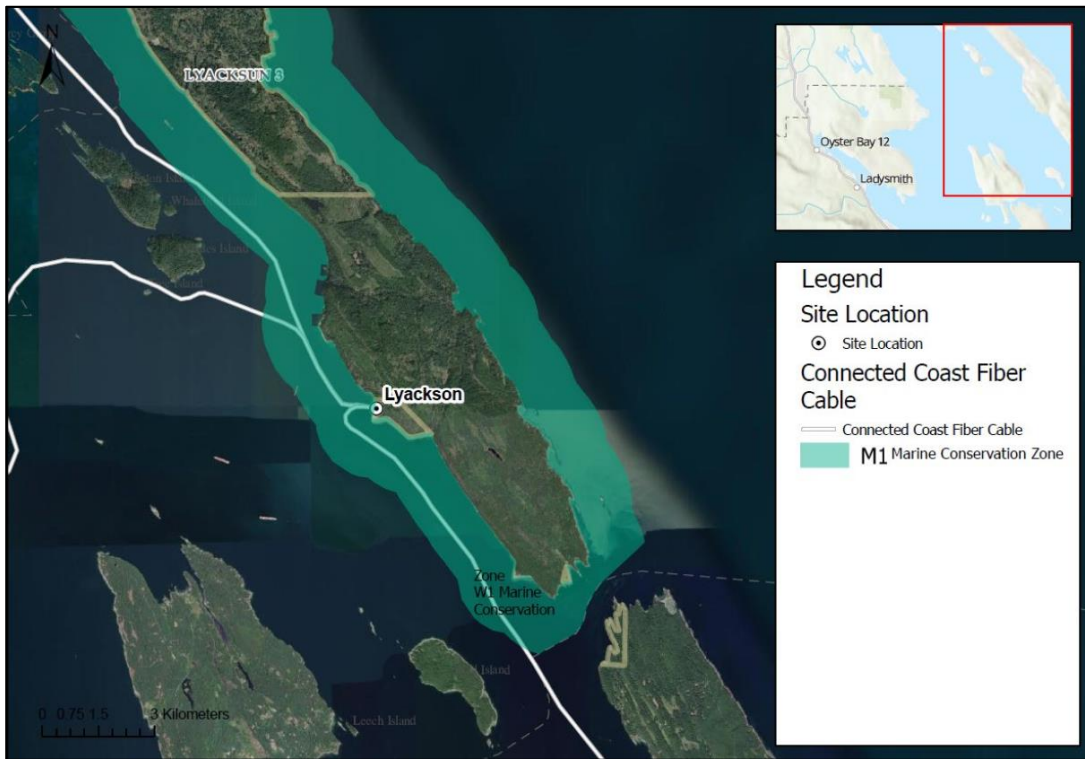 N
LYACKSUN 3
Lyackson
Zone
W1 Marine
Conservation
Island
Leech Island
0 0.75 1.5 3 Kilometers
Oyster Bay 12
Ladysmith
Legend
Site Location
Site Location
Connected Coast Fiber
Cable
Connected Coast Fiber Cable
M1 Marine Conservation Zone